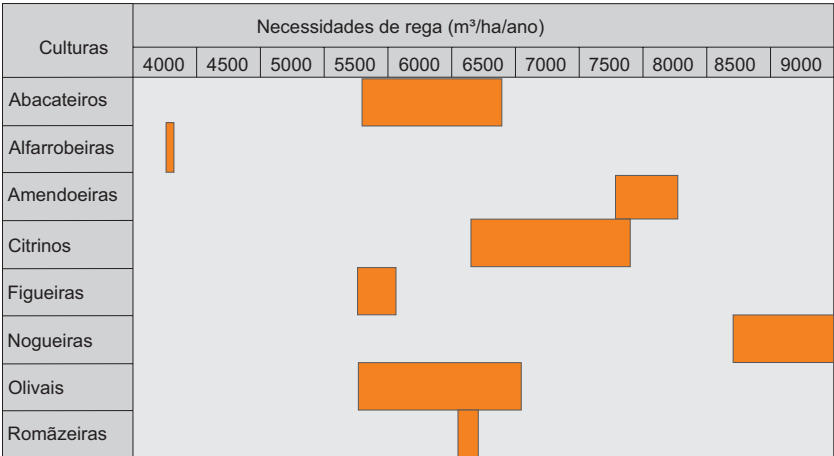 Culturas
Necessidades de rega (m³/ha/ano)
4000 4500 5000 5500 6000 6500 7000 7500 8000 8500 9000
Abacateiros
Alfarrobeiras
Amendoeiras
Citrinos
Figueiras
Nogueiras
Olivais
Romãzeiras